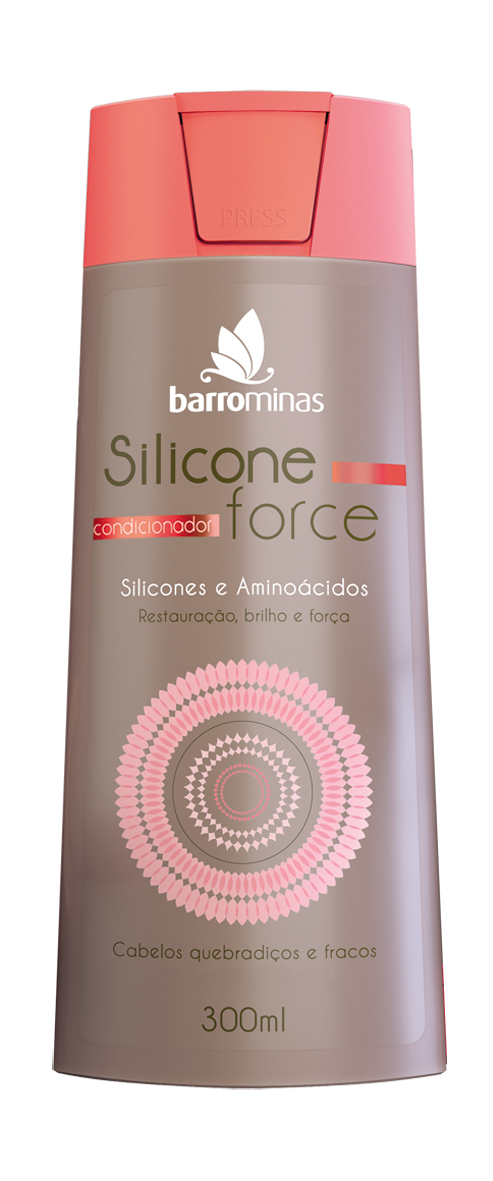 PRESS
barrominas
Silicone
condicionador force
Silicones e Aminoácidos
Restauração, brilho e força
Cabelos quebradiços e fracos
300ml